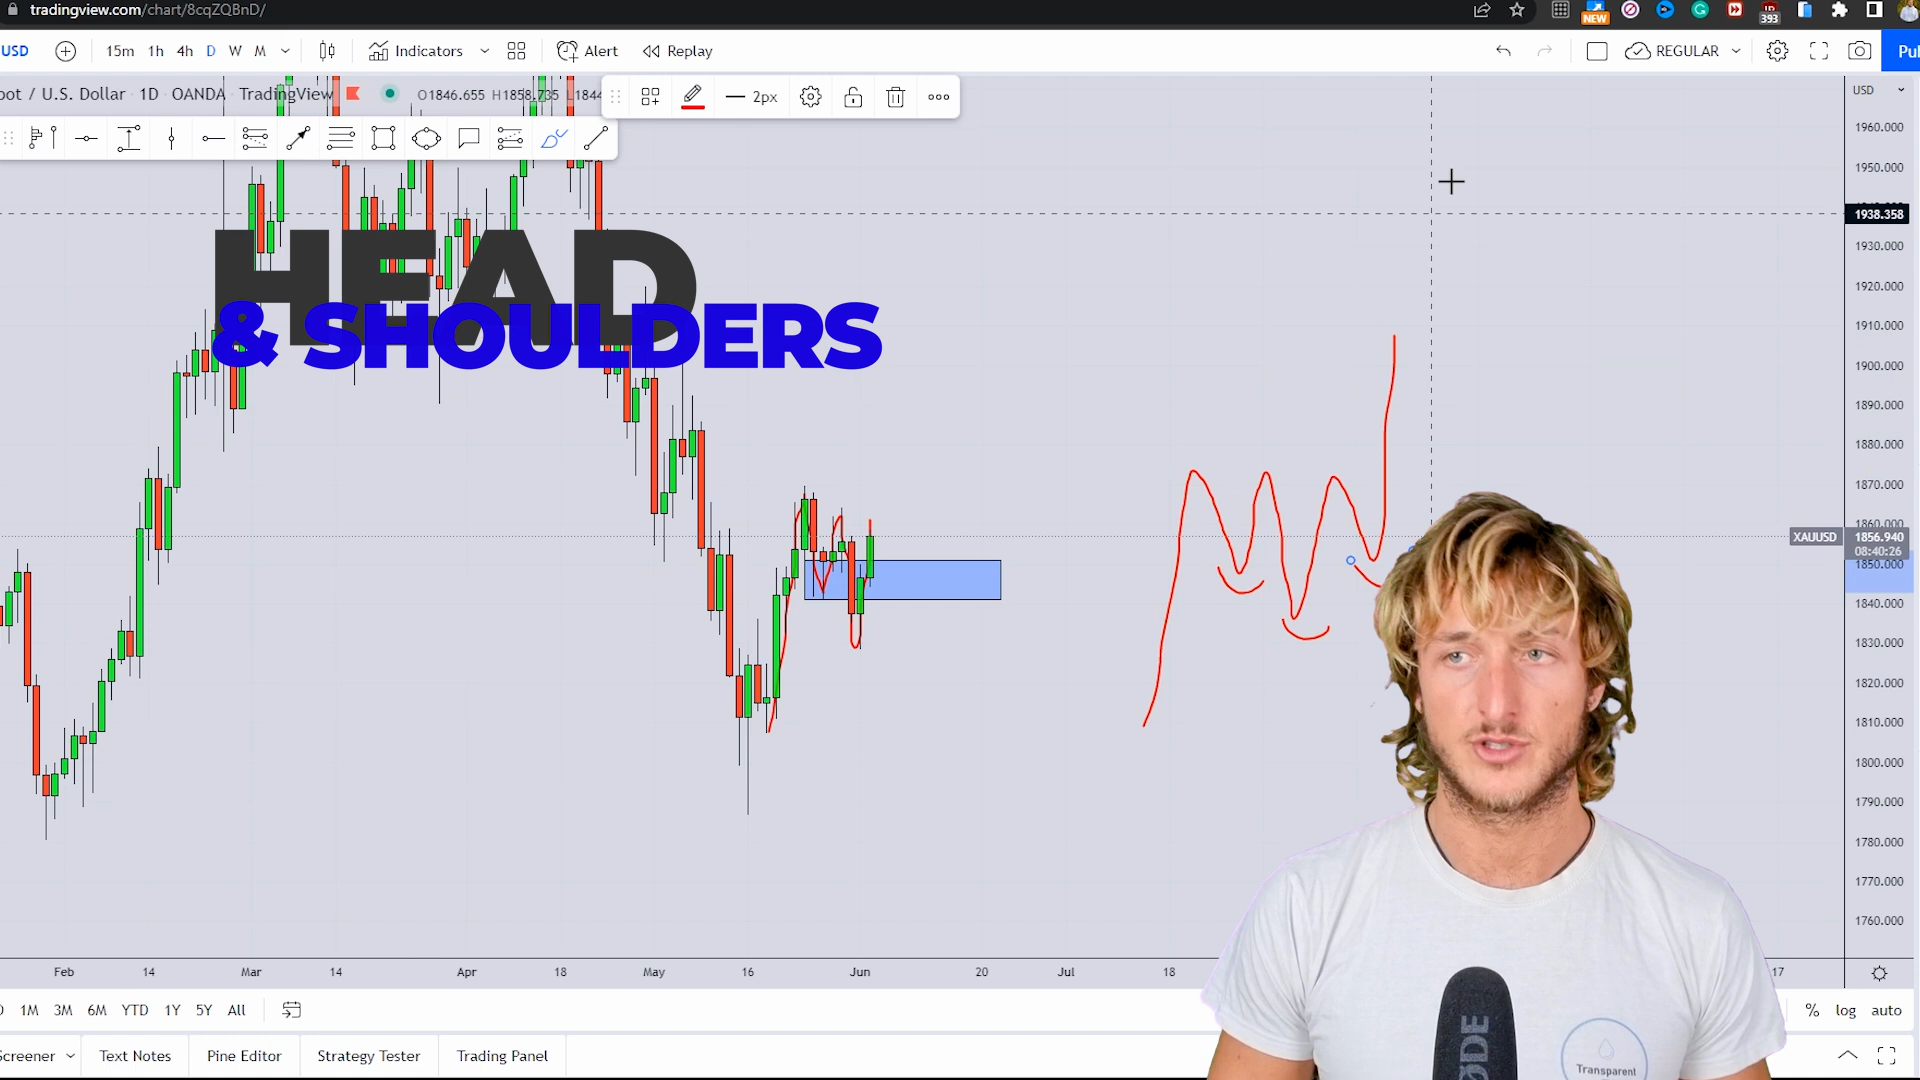 tradingview.com/chart/8cqZQBnD/
NEW
393
USD 15m 1h 4h D W M Indicators Alert Replay REGULAR
U.S. Dollar 1D OANDA TradingView O1846.655 H1858.735
2px
USD
1960.000
1950.000
1938.358
1930.000
1920.000
1910.000
1900.000
1890.000
1880.000
1870.000
1860.000
XAUUSD 1856.940
08:40:26
1850.000
1840.000
1830.000
1820.000
1810.000
1800.000
1790.000
1780.000
1770.000
1760.000
HEAD
& SHOULDERS
Feb 14 Mar 14 Apr 18 May 16 Jun 20 Jul 18 17
1M 3M 6M YTD 1Y 5Y All % log auto
Text Notes Pine Editor Strategy Tester Trading Panel
RØDE
Transparent